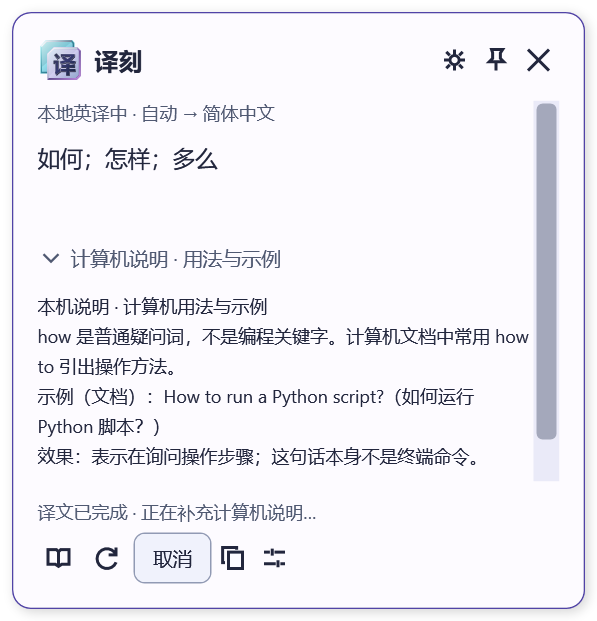 译 译刻
本地英译中 · 自动 → 简体中文
如何；怎样；多么
计算机说明 · 用法与示例
本机说明 · 计算机用法与示例
how 是普通疑问词，不是编程关键字。计算机文档中常用 how
to 引出操作方法。
示例（文档）：How to run a Python script?（如何运行
Python 脚本？）
效果：表示在询问操作步骤；这句话本身不是终端命令。
译文已完成 · 正在补充计算机说明...
取消